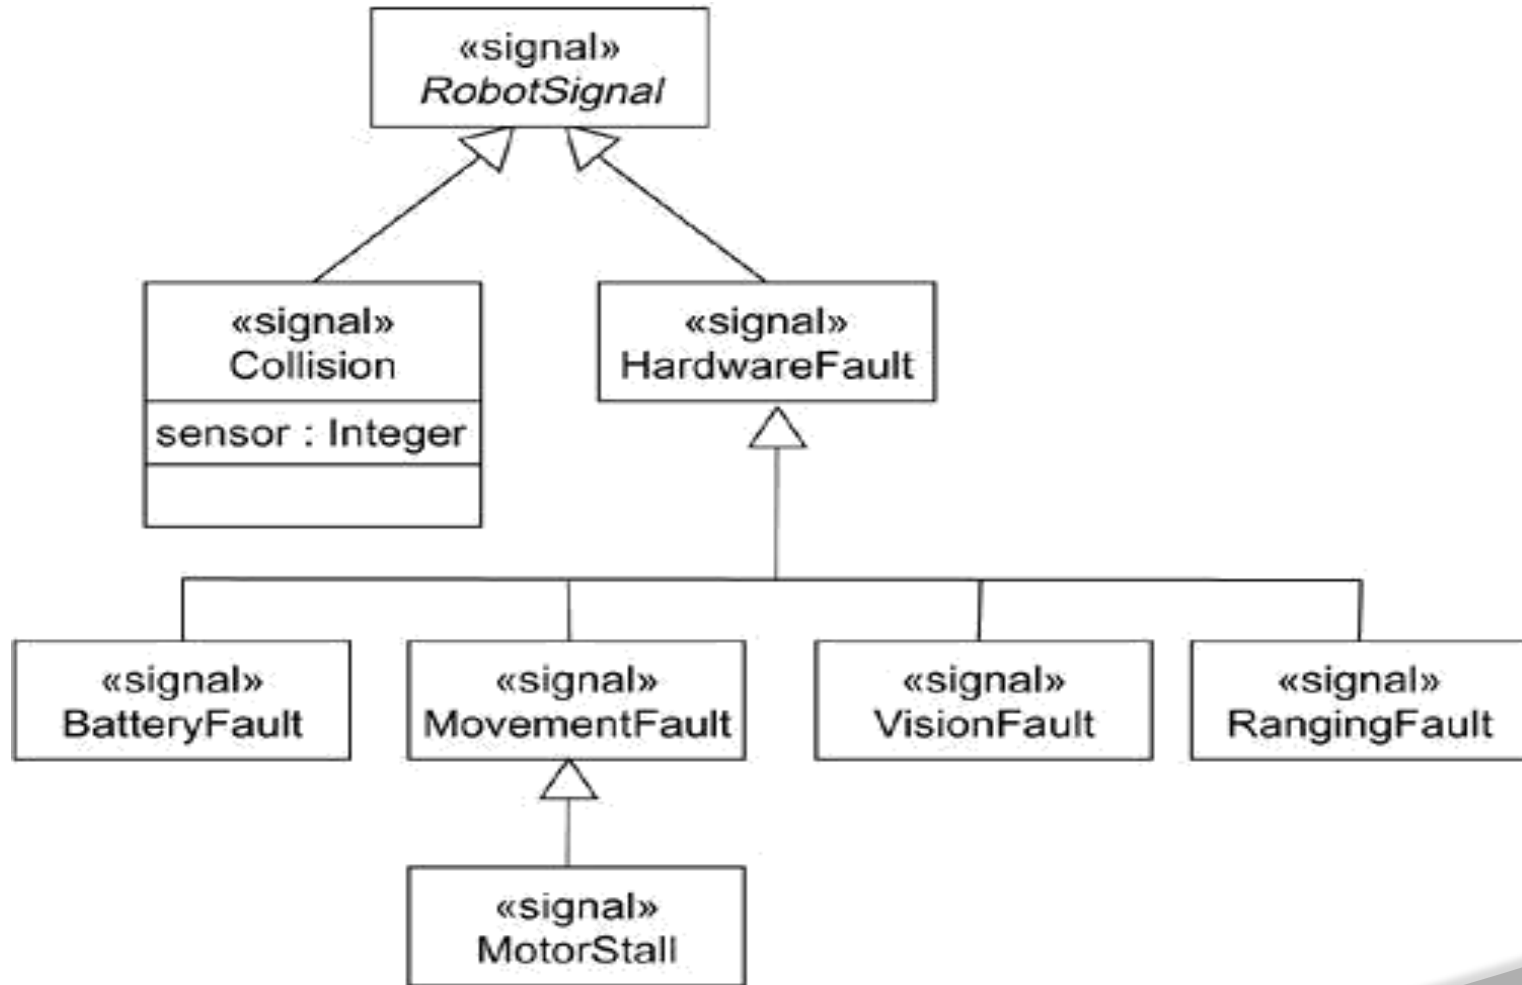 «signal»
RobotSignal
«signal»
Collision
sensor : Integer
«signal»
HardwareFault
«signal»
BatteryFault
«signal»
MovementFault
«signal»
VisionFault
«signal»
RangingFault
«signal»
MotorStall